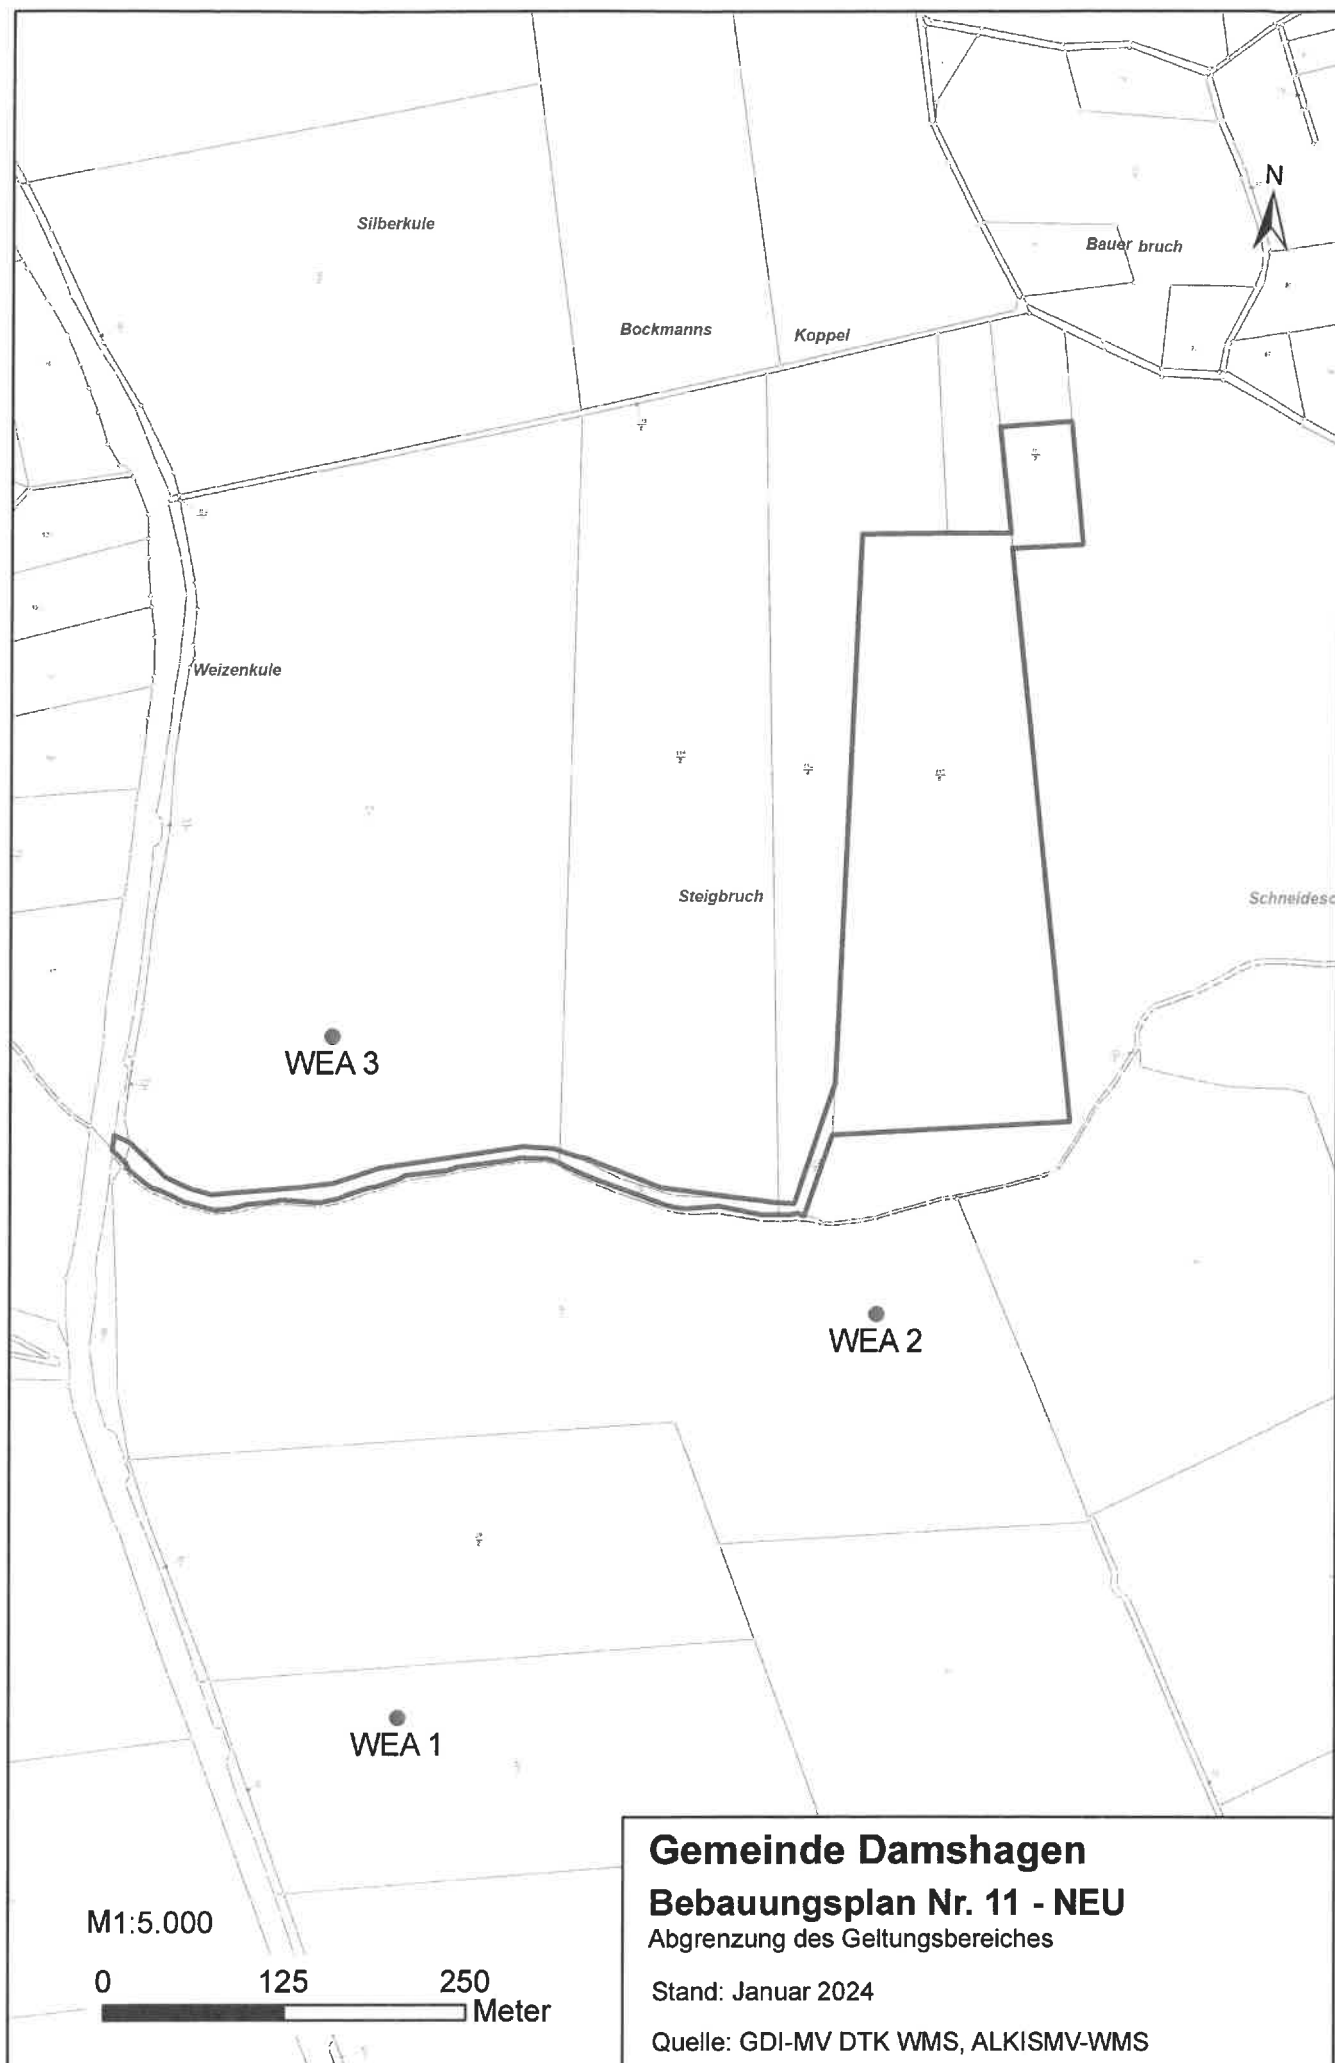 N
Silberkule
Bauer bruch
Bockmanns Koppel
Weizenkule
Steigbruch
Schneidesc
WEA 3
WEA 2
WEA 1
Gemeinde Damshagen
Bebauungsplan Nr. 11 - NEU
Abgrenzung des Geltungsbereiches
Stand: Januar 2024
Quelle: GDI-MV DTK WMS, ALKISMV-WMS
M1:5.000
0 125 250
Meter